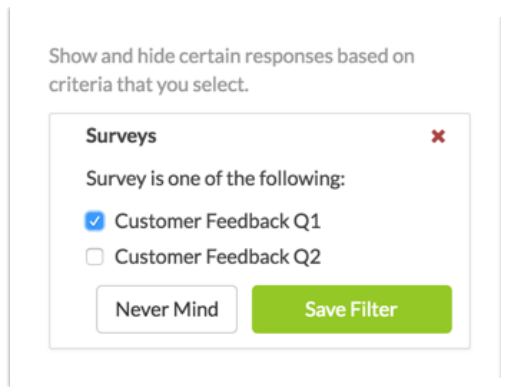 Show and hide certain responses based on
criteria that you select.
Surveys
Survey is one of the following:
Customer Feedback Q1
Customer Feedback Q2
Never Mind
Save Filter